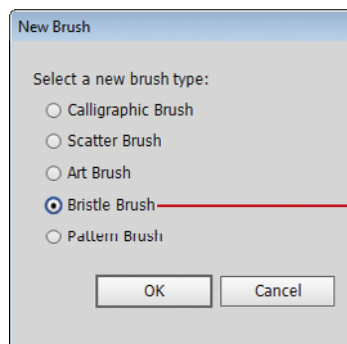 New Brush
Select a new brush type:
Calligraphic Brush
Scatter Brush
Art Brush
Bristle Brush
Pattern Brush
OK Cancel